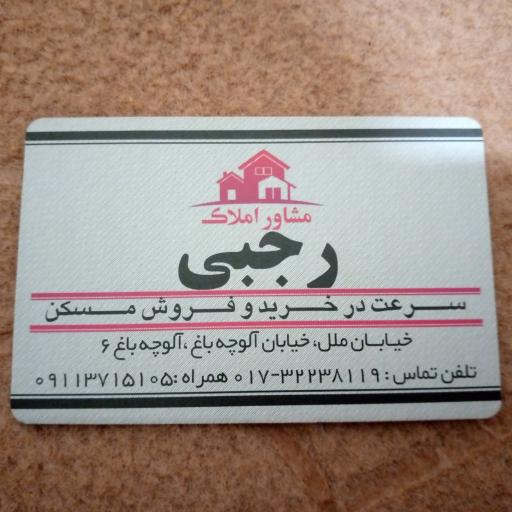 مشاور املاک
رجبی
سرعت در خرید و فروش مسکن
خیابان ملل، خیابان آلوچه باغ، آلوچه باغ ۶
تلفن تماس: ۳۲۲۳۸۱۱۹-۰۱۷ همراه: ۰۹۱۱۳۷۱۵۱۰۵